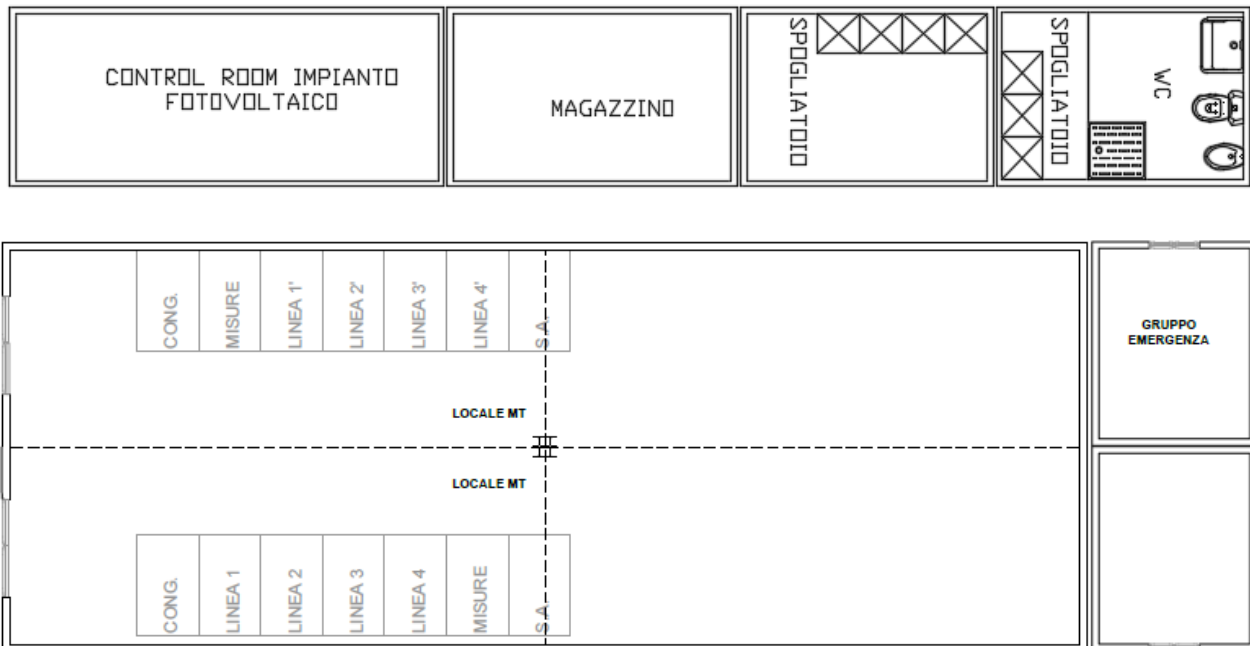 CONTROL ROOM IMPIANTO
FOTOVOLTAICO
MAGAZZINO
SPOGLIATOIO
SPOGLIATOIO
WC
CONG.
MISURE
LINEA 1'
LINEA 2'
LINEA 3'
LINEA 4'
S.A.
GRUPPO
EMERGENZA
LOCALE MT
LOCALE MT
CONG.
LINEA 1
LINEA 2
LINEA 3
LINEA 4
MISURE
S.A.